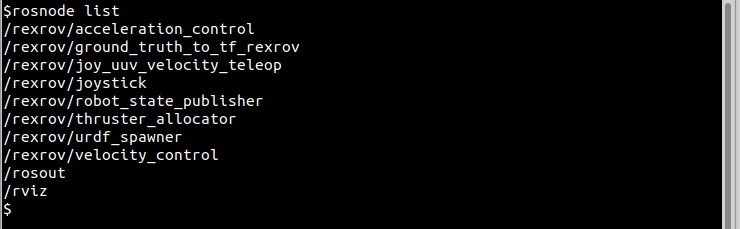 $rosnode list
/rexrov/acceleration_control
/rexrov/ground_truth_to_tf_rexrov
/rexrov/joy_uuv_velocity_teleop
/rexrov/joystick
/rexrov/robot_state_publisher
/rexrov/thruster_allocator
/rexrov/urdf_spawner
/rexrov/velocity_control
/rosout
/rviz
$